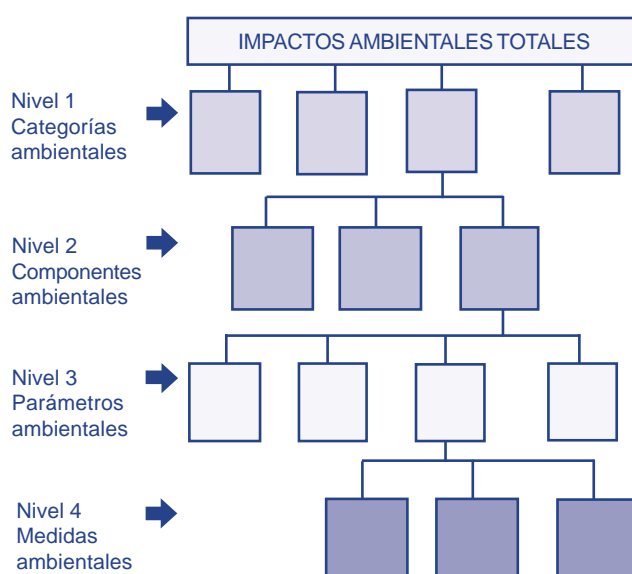 IMPACTOS AMBIENTALES TOTALES
Nivel 1
Categorías
ambientales
Nivel 2
Componentes
ambientales
Nivel 3
Parámetros
ambientales
Nivel 4
Medidas
ambientales